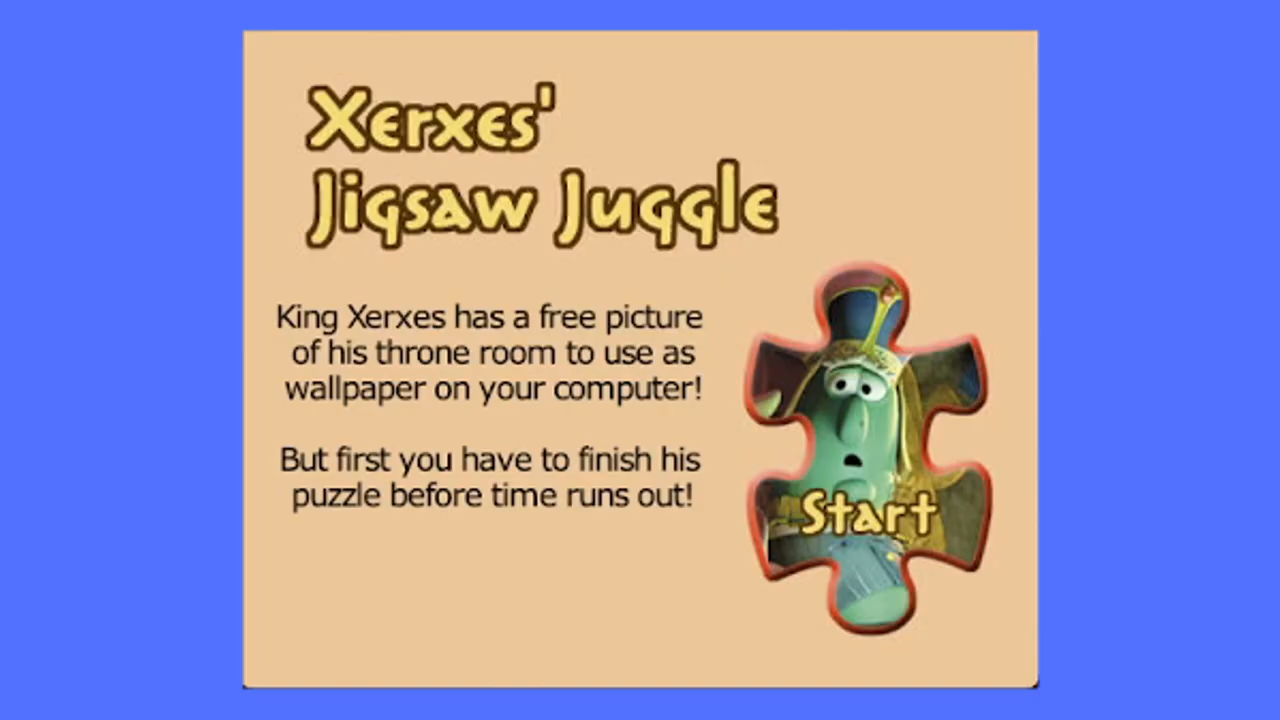 Xerxes'
Jigsaw Juggle
King Xerxes has a free picture
of his throne room to use as
wallpaper on your computer!
But first you have to finish his
puzzle before time runs out!
Start